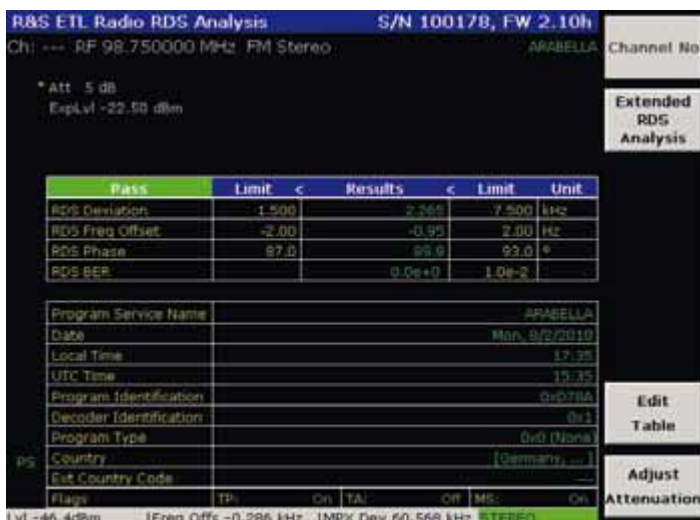 R&S ETL Radio RDS Analysis S/N 100178, FW 2.10h
Ch: --- RF 98.750000 MHz FM Stereo ARABELLA
Channel No
* Att 5 dB
ExpLvl -22.50 dBm
Extended
RDS
Analysis
Pass Limit < Results < Limit Unit
RDS Deviation 1.500 2.265 7.500 kHz
RDS Freq Offset -2.00 -0.95 2.00 Hz
RDS Phase 87.0 89.9 93.0 °
RDS BER 0.0e+0 1.0e-2
Program Service Name ARABELLA
Date Mon, 8/2/2010
Local Time 17:35
UTC Time 15:35
Program Identification 0xD78A
Decoder Identification 0x1
Program Type 0x0 (None)
PS Country [Germany, ... ]
Ext Country Code ---
Flags TP: On TA: Off MS: On
Edit
Table
Adjust
Attenuation
Lvl -46.4dBm |Freq Offs -0.286 kHz |MPX Dev 60.568 kHz STEREO